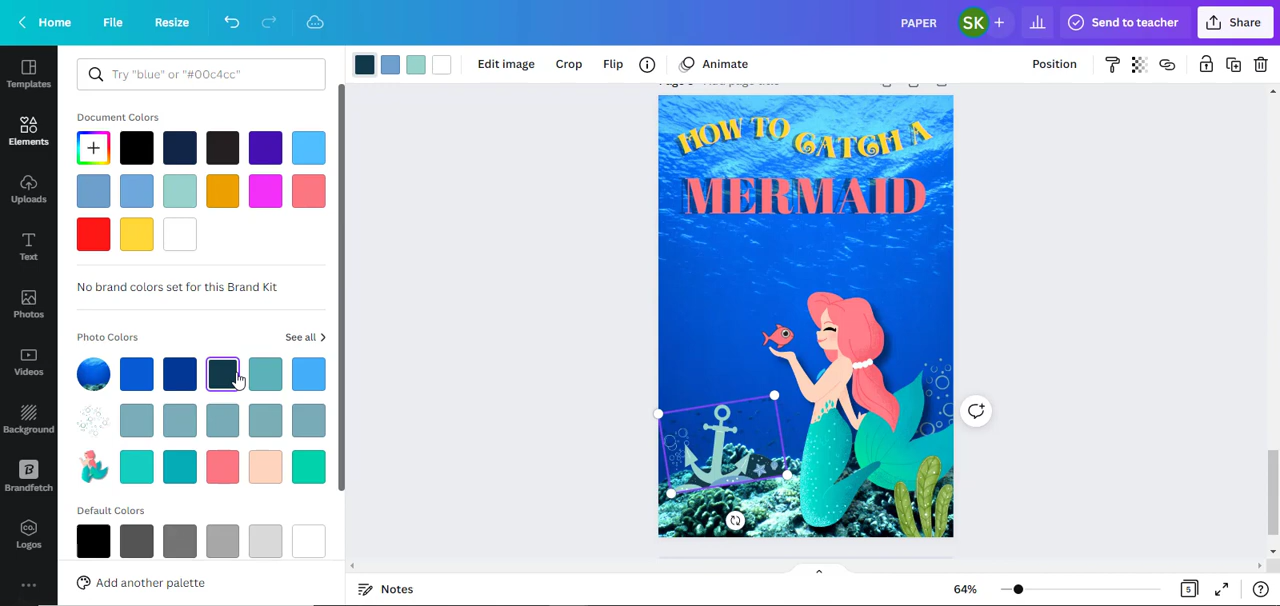 Home
File
Resize
PAPER
SK
+
Send to teacher
Share
Templates
Elements
Uploads
Text
Photos
Videos
Background
Brandfetch
Logos
Try "blue" or "#00c4cc"
Document Colors
No brand colors set for this Brand Kit
Photo Colors
See all
Default Colors
Add another palette
Edit image
Crop
Flip
Animate
Position
HOW TO CATCH A
MERMAID
Notes
64%
5